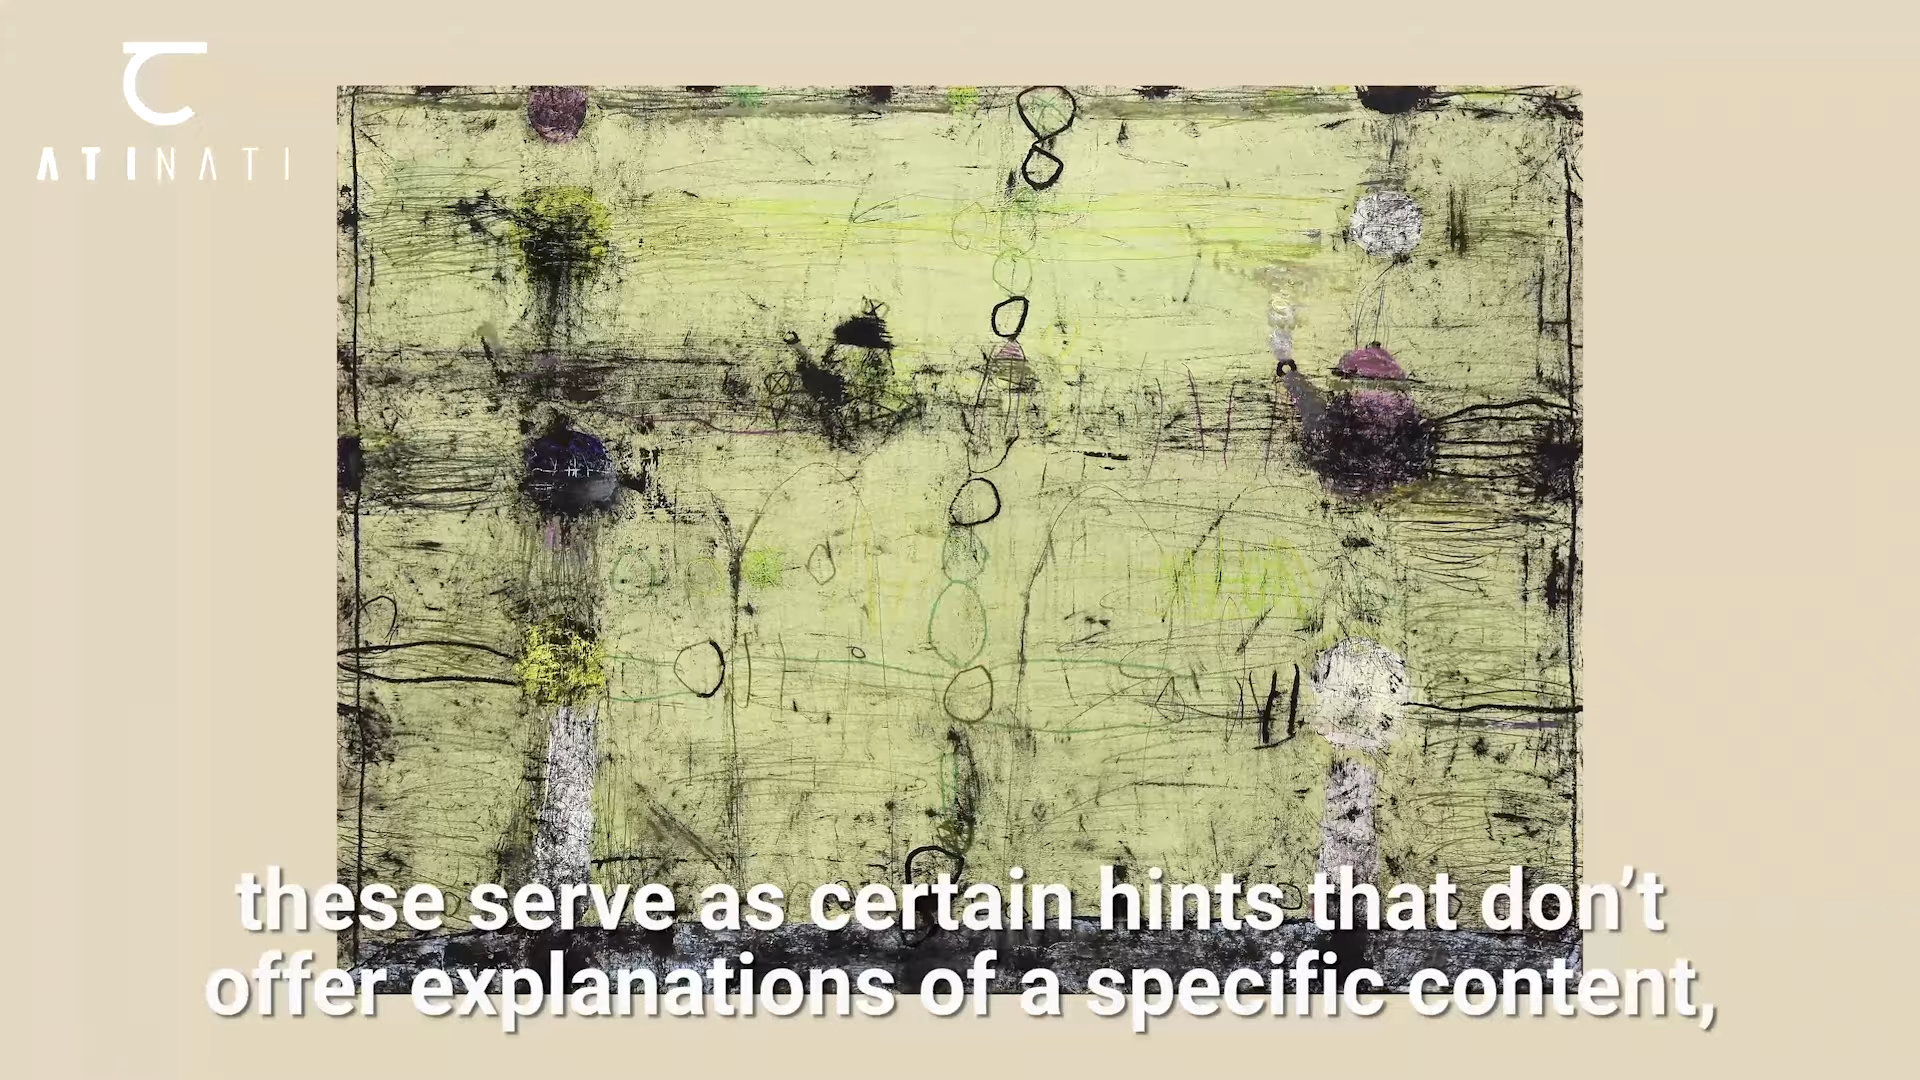 ATINATI
these serve as certain hints that don’t
offer explanations of a specific content,